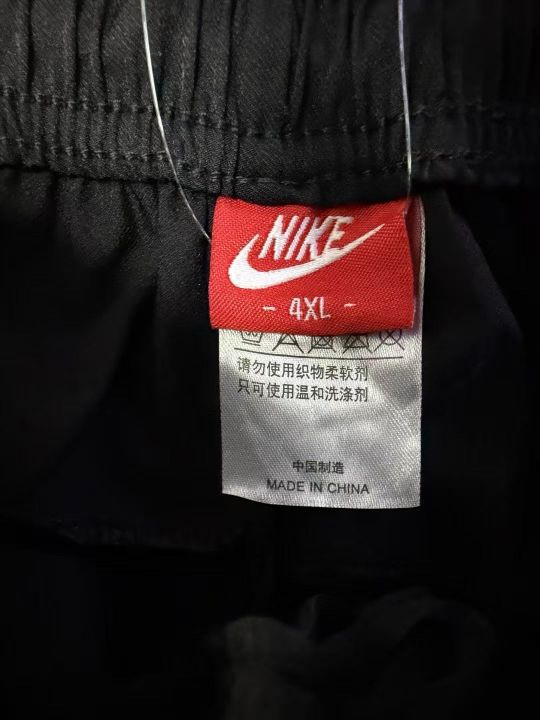 NIKE
- 4XL -
请勿使用织物柔软剂
只可使用温和洗涤剂
中国制造
MADE IN CHINA